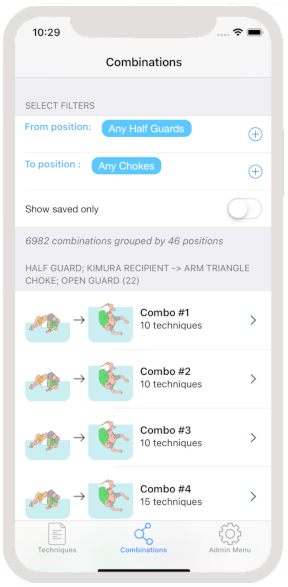 10:29
Combinations
SELECT FILTERS
From position: Any Half Guards
To position : Any Chokes
Show saved only
6982 combinations grouped by 46 positions
HALF GUARD; KIMURA RECIPIENT -> ARM TRIANGLE
CHOKE; OPEN GUARD (22)
Combo #1
10 techniques
Combo #2
10 techniques
Combo #3
10 techniques
Combo #4
15 techniques
Techniques Combinations Admin Menu